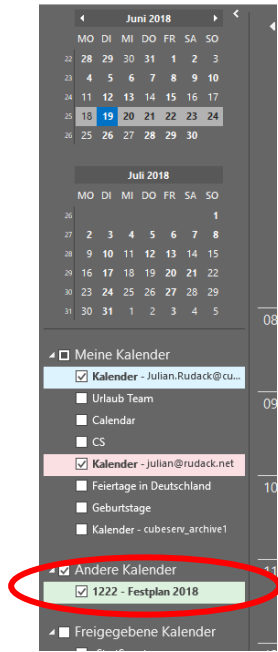 Juni 2018
MO DI MI DO FR SA SO
22 28 29 30 31 1 2 3
23 4 5 6 7 8 9 10
24 11 12 13 14 15 16 17
25 18 19 20 21 22 23 24
26 25 26 27 28 29 30
Juli 2018
MO DI MI DO FR SA SO
26 1
27 2 3 4 5 6 7 8
28 9 10 11 12 13 14 15
29 16 17 18 19 20 21 22
30 23 24 25 26 27 28 29
31 30 31 1 2 3 4 5
08
Meine Kalender
Kalender - Julian.Rudack@cu...
Urlaub Team
09
Calendar
CS
Kalender - julian@rudack.net
Feiertage in Deutschland
10
Geburtstage
Kalender - cubeserv_archive1
Andere Kalender
11
1222 - Festplan 2018
Freigegebene Kalender